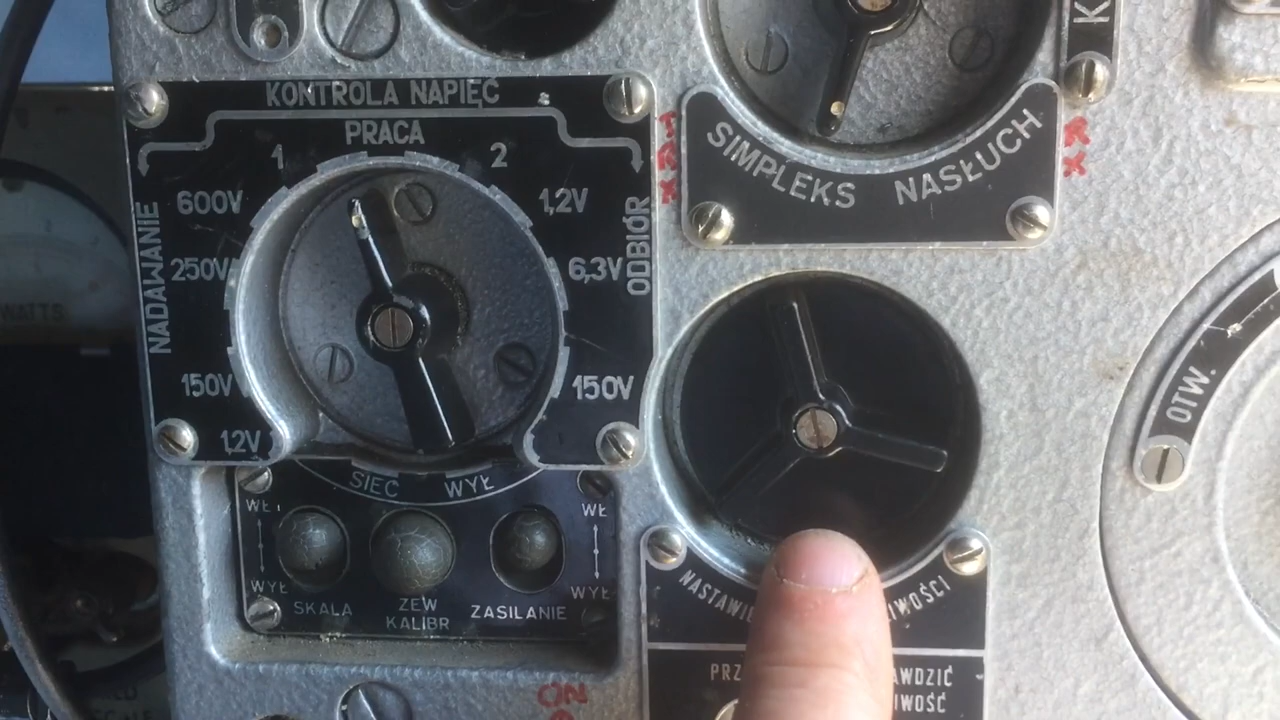 KONTROLA NAPIĘĆ
PRACA
1
2
600V
1,2V
250V
6,3V
150V
150V
1,2V
NADAWANIE
ODBIÓR
SIEĆ WYŁ
WŁ
WŁ
WYŁ
WYŁ
SKALA
ZEW
KALIBR
ZASILANIE
SIMPLEKS NASŁUCH
TRX
RX
K
OTW.
WATTS
ON